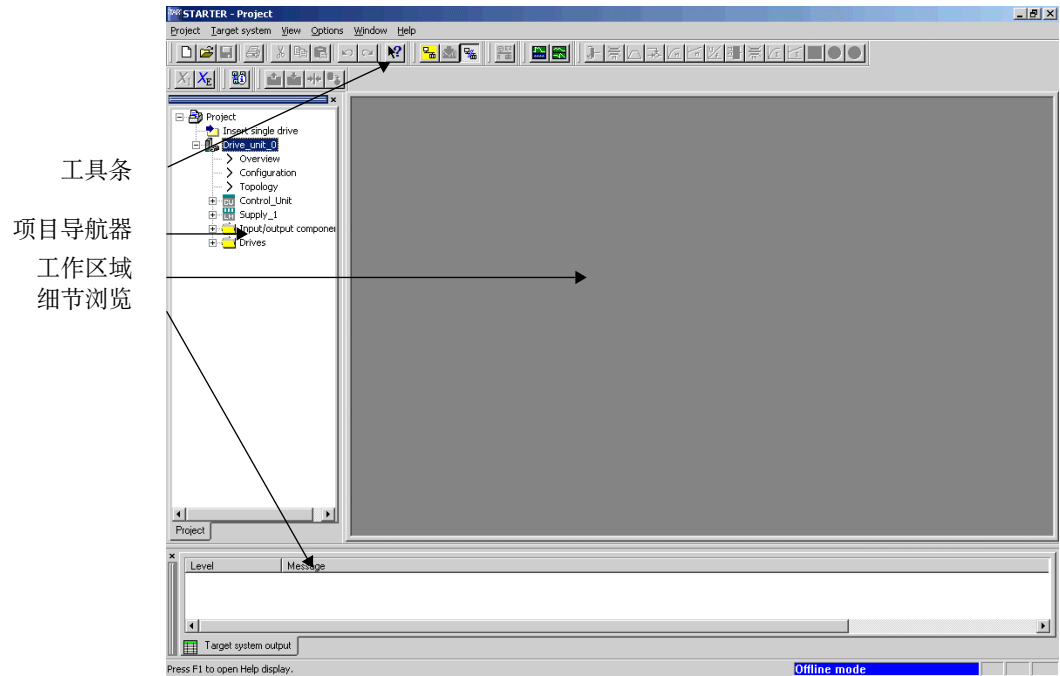 STARTER - Project
Project Target system View Options Window Help
Project
Insert single drive
Drive_unit_0
Overview
Configuration
Topology
Control_Unit
Supply_1
Input/output componen
Drives
工具条
项目导航器
工作区域
细节浏览
Project
Level Message
Target system output
Press F1 to open Help display.
Offline mode